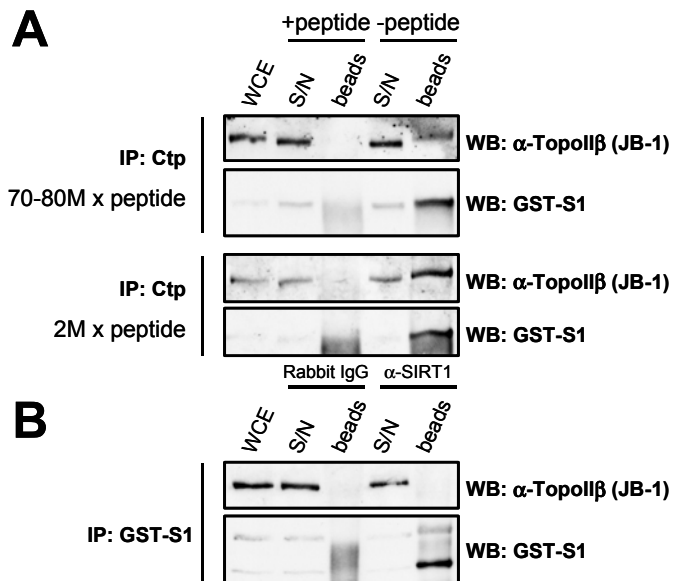 A
+peptide -peptide
WCE S/N beads S/N beads
IP: Ctp
70-80M x peptide
WB: α-TopoIIβ (JB-1)
WB: GST-S1
IP: Ctp
2M x peptide
WB: α-TopoIIβ (JB-1)
WB: GST-S1
B
Rabbit IgG α-SIRT1
WCE S/N beads S/N beads
IP: GST-S1
WB: α-TopoIIβ (JB-1)
WB: GST-S1